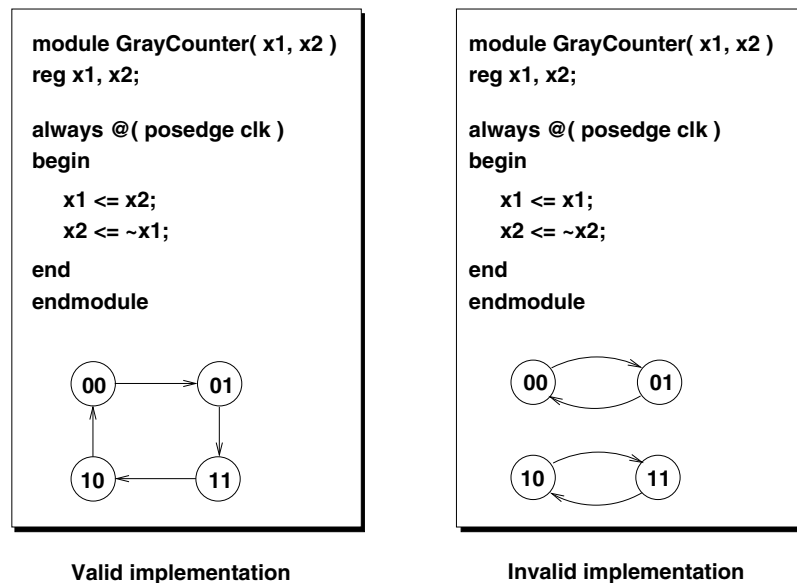 module GrayCounter( x1, x2 )
reg x1, x2;
always @( posedge clk )
begin
x1 <= x2;
x2 <= ~x1;
end
endmodule
00
01
10
11
Valid implementation
module GrayCounter( x1, x2 )
reg x1, x2;
always @( posedge clk )
begin
x1 <= x1;
x2 <= ~x2;
end
endmodule
00
01
10
11
Invalid implementation